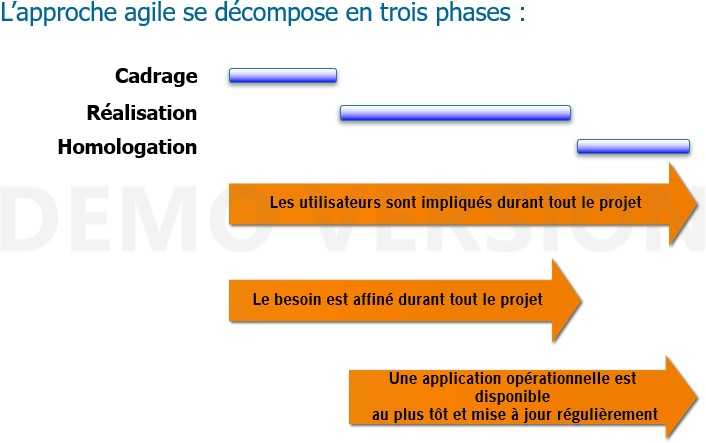 L’approche agile se décompose en trois phases :
Cadrage
Réalisation
Homologation
Les utilisateurs sont impliqués durant tout le projet
DEMO VERSION
Le besoin est affiné durant tout le projet
Une application opérationnelle est
disponible
au plus tôt et mise à jour régulièrement